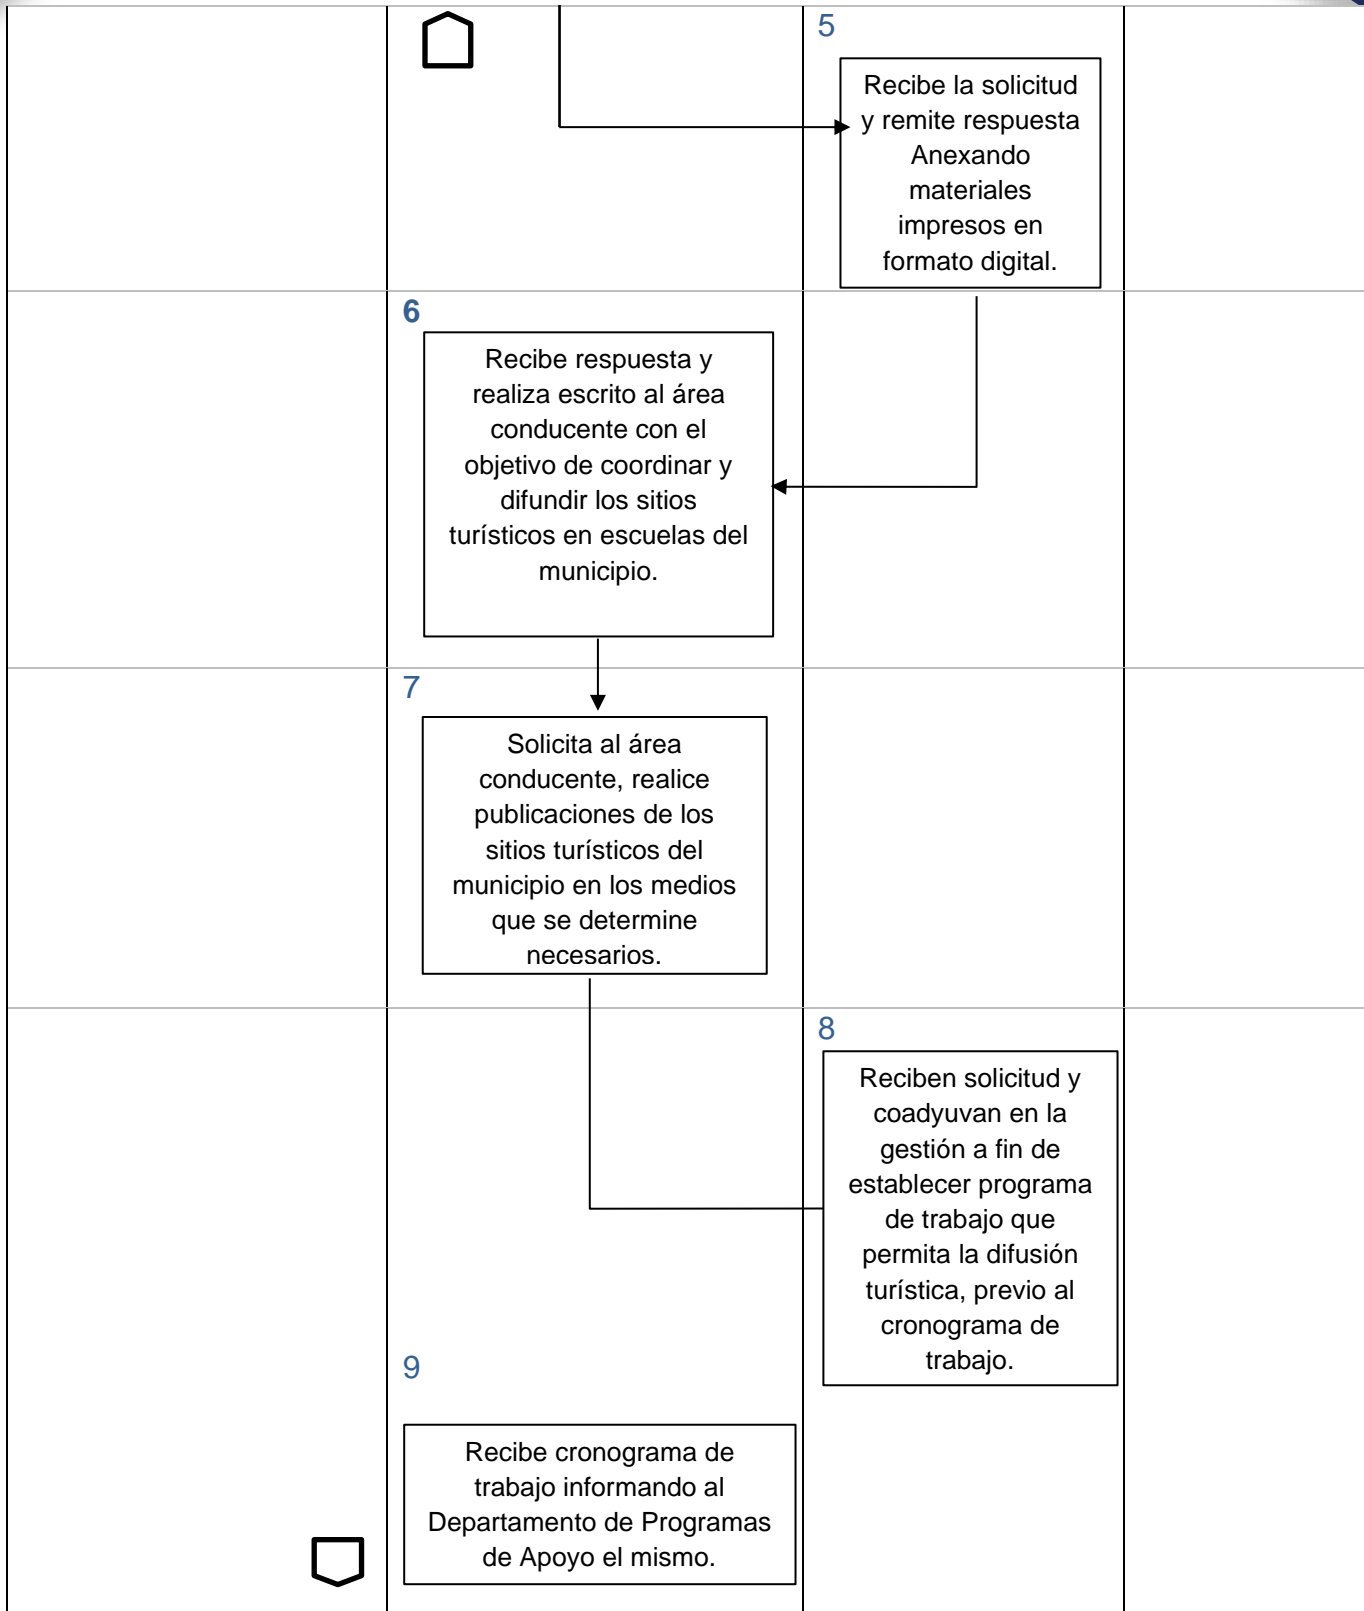 5
Recibe la solicitud
y remite respuesta
Anexando
materiales
impresos en
formato digital.
6
Recibe respuesta y
realiza escrito al área
conducente con el
objetivo de coordinar y
difundir los sitios
turísticos en escuelas del
municipio.
7
Solicita al área
conducente, realice
publicaciones de los
sitios turísticos del
municipio en los medios
que se determine
necesarios.
8
Reciben solicitud y
coadyuvan en la
gestión a fin de
establecer programa
de trabajo que
permita la difusión
turística, previo al
cronograma de
trabajo.
9
Recibe cronograma de
trabajo informando al
Departamento de Programas
de Apoyo el mismo.